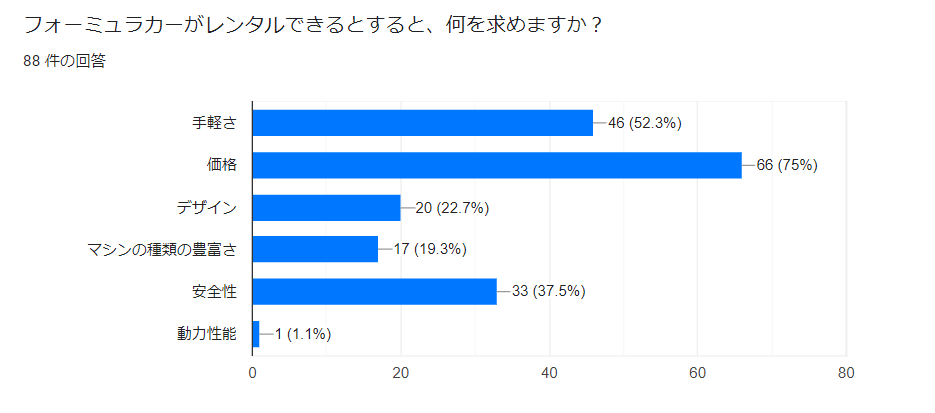 フォーミュラカーがレンタルできるとすると、何を求めますか？
88 件の回答
手軽さ 46 (52.3%)
価格 66 (75%)
デザイン 20 (22.7%)
マシンの種類の豊富さ 17 (19.3%)
安全性 33 (37.5%)
動力性能 1 (1.1%)
0 20 40 60 80